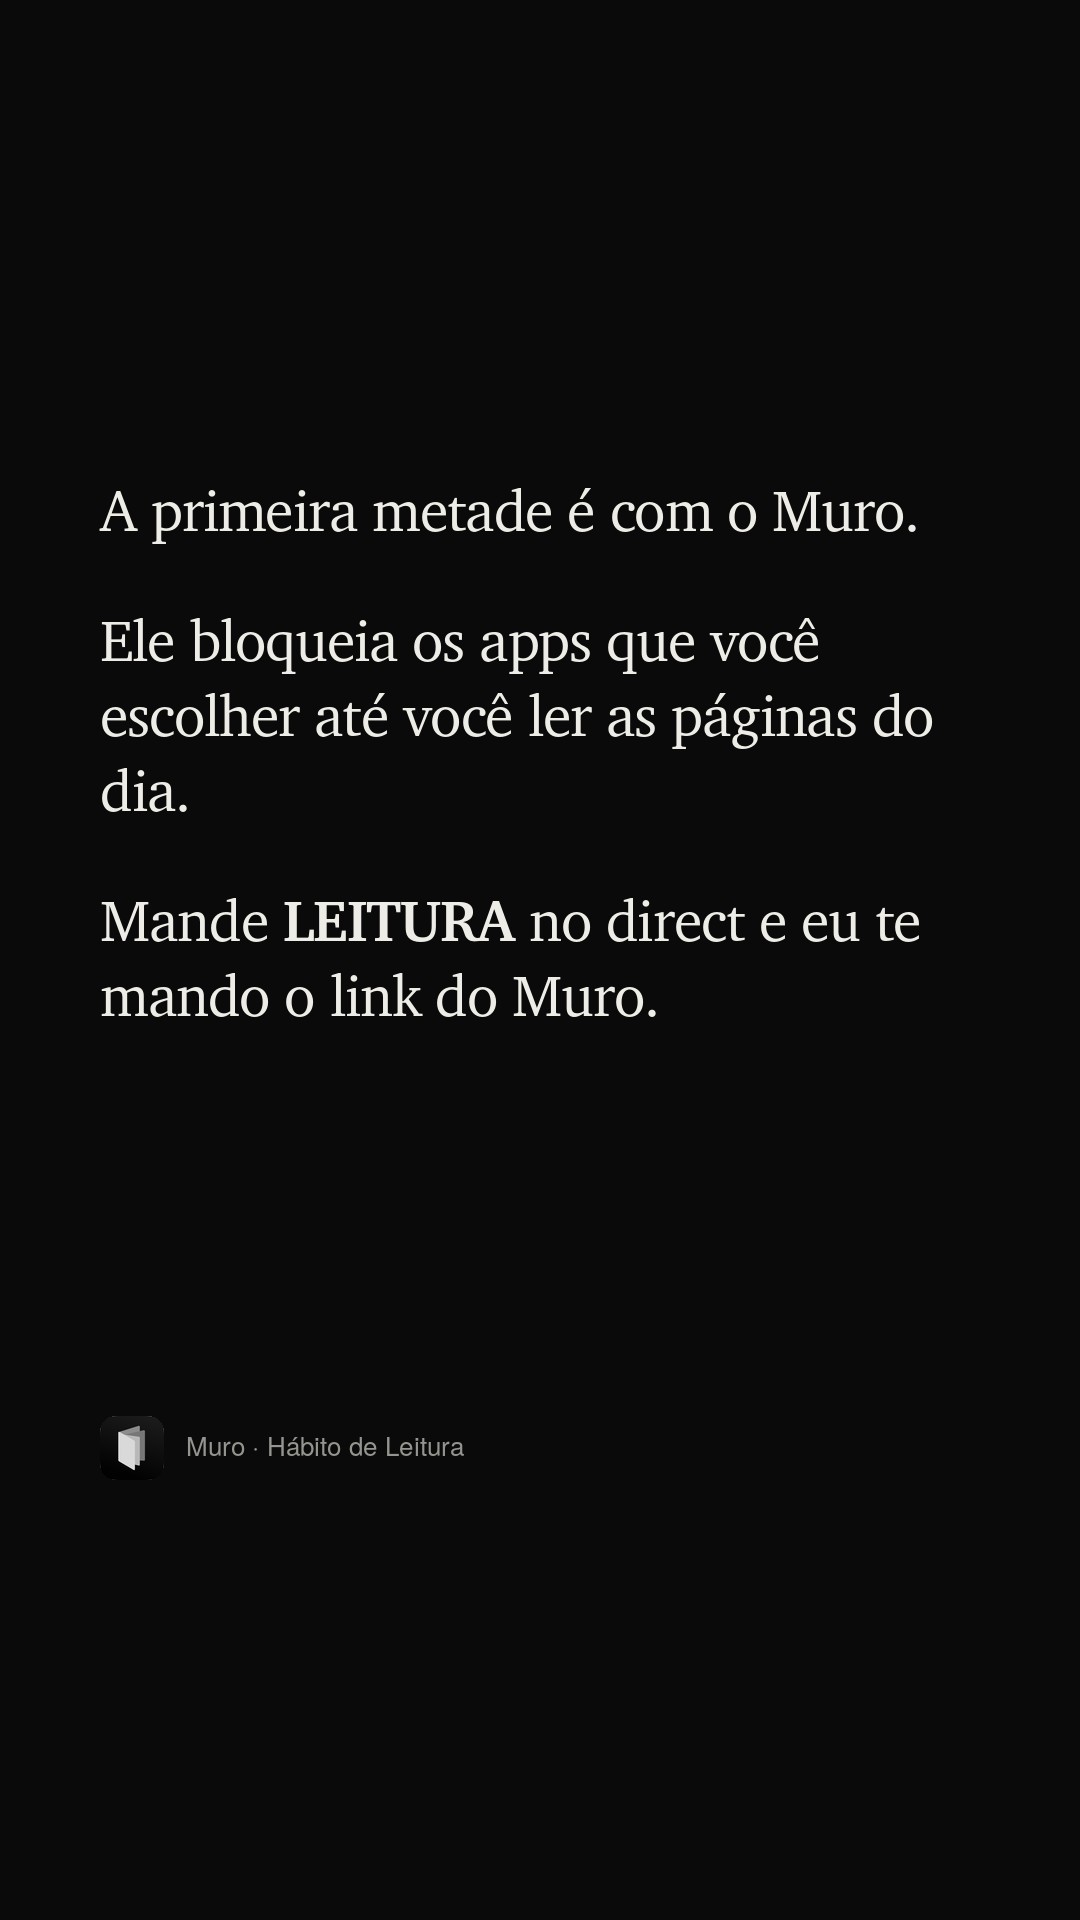 A primeira metade é com o Muro.
Ele bloqueia os apps que você
escolher até você ler as páginas do
dia.
Mande LEITURA no direct e eu te
mando o link do Muro.
Muro · Hábito de Leitura